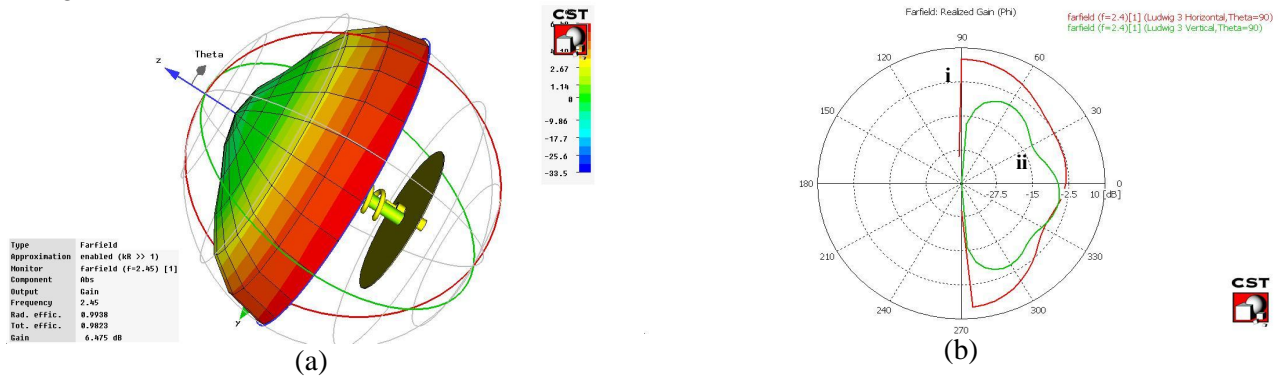 CST
Theta
z
y
2.67
1.14
0
-9.86
-17.7
-25.6
-33.5
Type Farfield
Approximation enabled (kR >> 1)
Monitor farfield (f=2.45) [1]
Component Abs
Output Gain
Frequency 2.45
Rad. effic. 0.9938
Tot. effic. 0.9823
Gain 6.475 dB
(a)
Farfield: Realized Gain (Phi)
farfield (f=2.4)[1] (Ludwig 3 Horizontal,Theta=90)
farfield (f=2.4)[1] (Ludwig 3 Vertical,Theta=90)
90
120 60
i
150 30
ii
180 -27.5 -15 -2.5 10 [dB] 0
210 330
240 300
270
CST
(b)